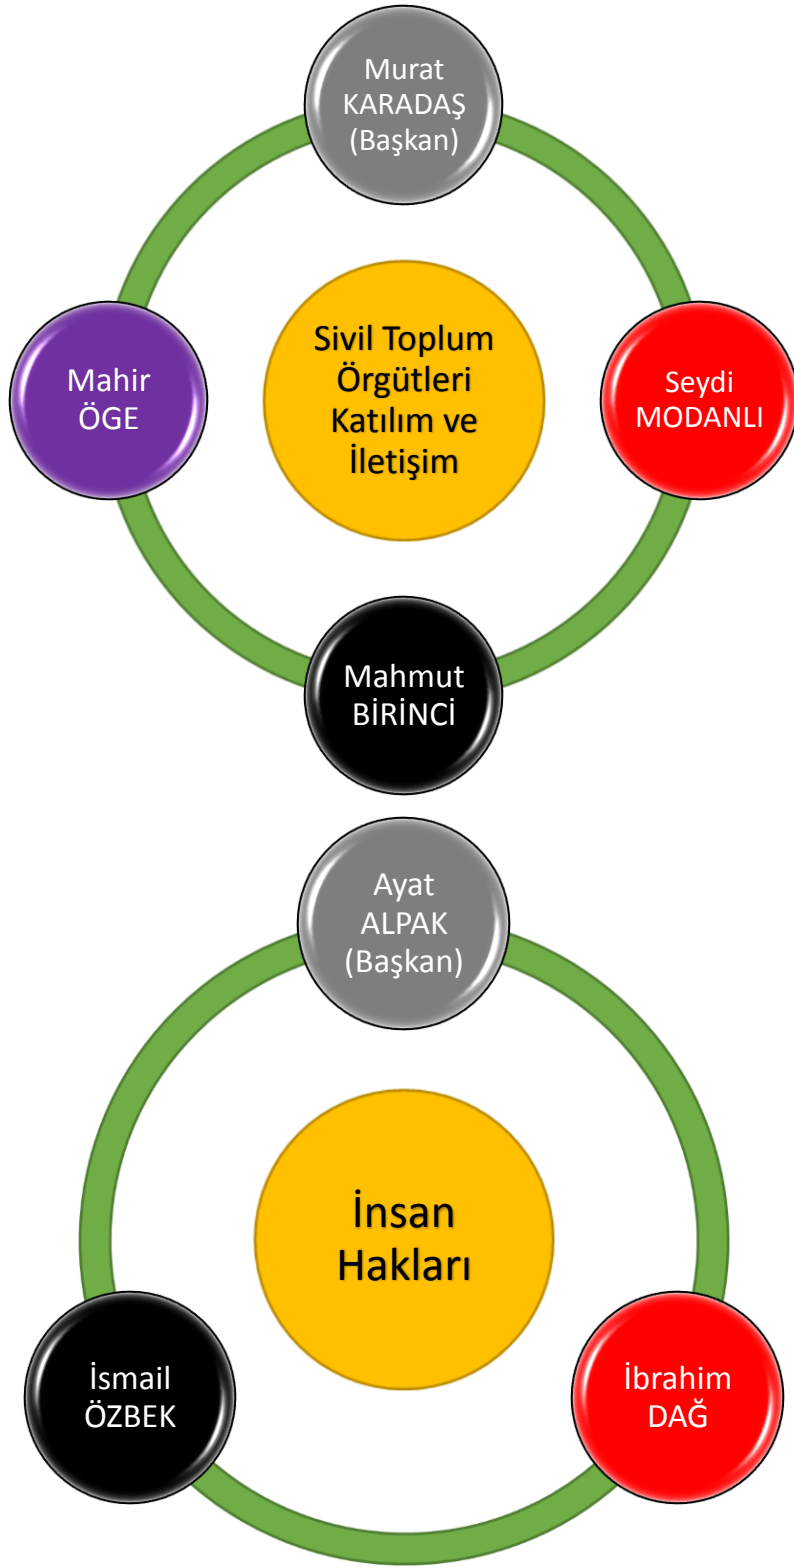 Murat
KARADAŞ
(Başkan)
Sivil Toplum
Örgütleri
Katılım ve
İletişim
Mahir
ÖGE
Seydi
MODANLI
Mahmut
BİRİNCİ
Ayat
ALPAK
(Başkan)
İnsan
Hakları
İsmail
ÖZBEK
İbrahim
DAĞ